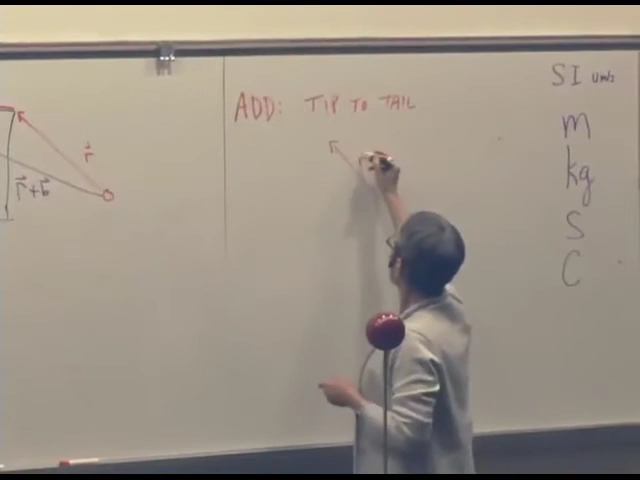 ADD: TIP TO TAIL
r⃗
r⃗+b⃗
SI units
m
kg
S
C